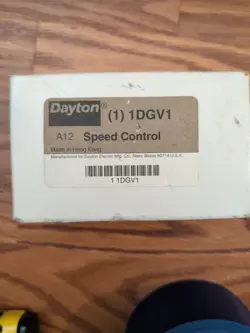 Dayton® (1) 1DGV1
A12 Speed Control
Made in Hong Kong
Manufactured for Dayton Electric Mfg. Co., Niles, Illinois 60714 U.S.A.
1 1DGV1